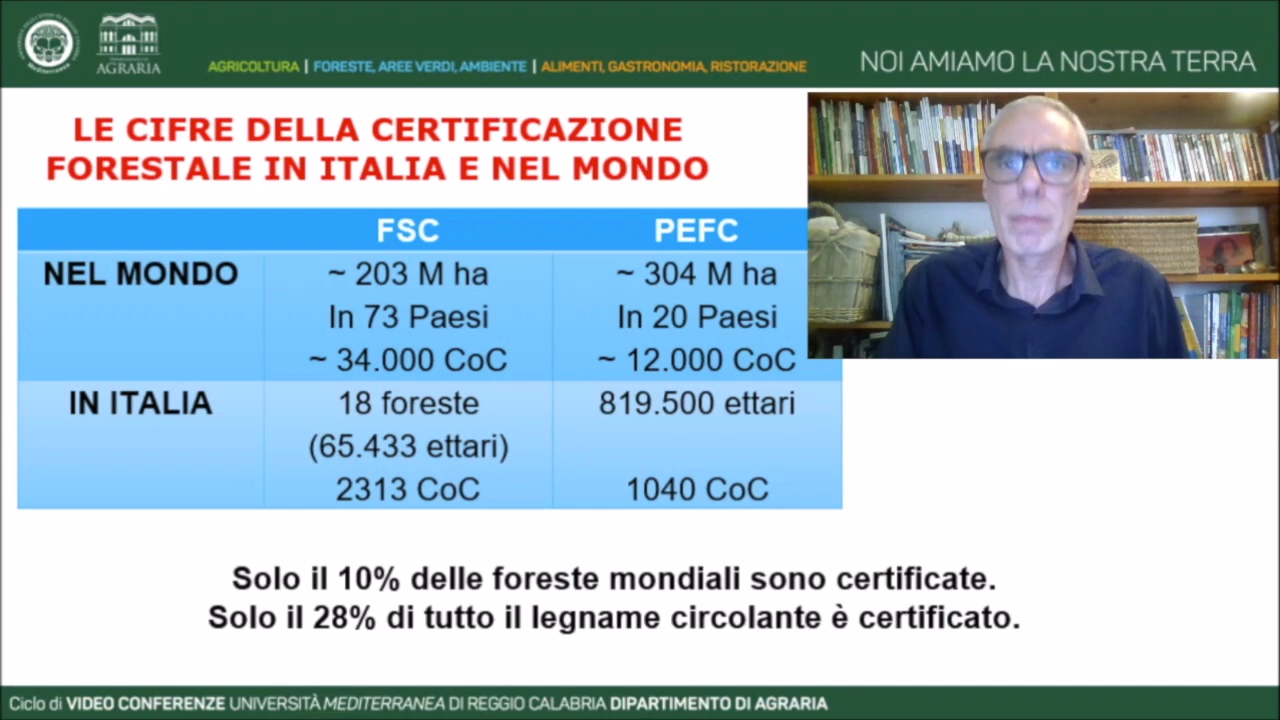 AGRARIA
AGRICOLTURA | FORESTE, AREE VERDI, AMBIENTE | ALIMENTI, GASTRONOMIA, RISTORAZIONE
NOI AMIAMO LA NOSTRA TERRA
LE CIFRE DELLA CERTIFICAZIONE
FORESTALE IN ITALIA E NEL MONDO
FSC PEFC
NEL MONDO ~ 203 M ha ~ 304 M ha
In 73 Paesi In 20 Paesi
~ 34.000 CoC ~ 12.000 CoC
IN ITALIA 18 foreste 819.500 ettari
(65.433 ettari)
2313 CoC 1040 CoC
Solo il 10% delle foreste mondiali sono certificate.
Solo il 28% di tutto il legname circolante è certificato.
Ciclo di VIDEO CONFERENZE UNIVERSITÀ MEDITERRANEA DI REGGIO CALABRIA DIPARTIMENTO DI AGRARIA